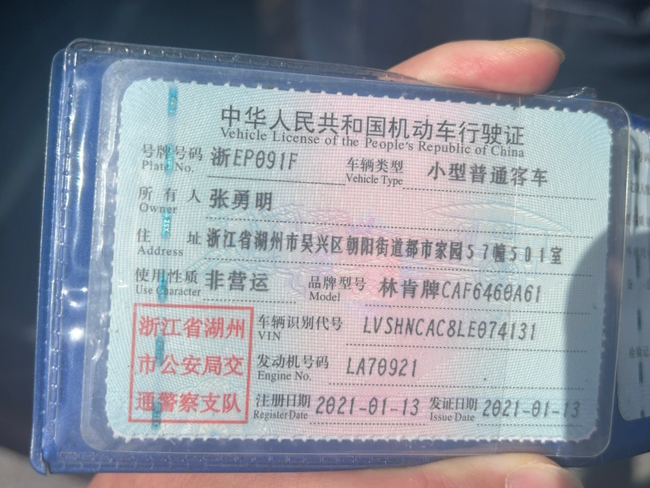 中华人民共和国机动车行驶证
Vehicle License of the People's Republic of China
号牌号码 浙EP091F 车辆类型 小型普通客车
Plate No. Vehicle Type
所有人 张勇明
Owner
住址 浙江省湖州市吴兴区朝阳街道都市家园57幢501室
Address
使用性质 非营运 品牌型号 林肯牌CAF6460A61
Use Character Model
浙江省湖州
市公安局交
通警察支队
车辆识别代号 LVSHNCAC8LE074131
VIN
发动机号码 LA70921
Engine No.
注册日期 2021-01-13 发证日期 2021-01-13
Register Date Issue Date